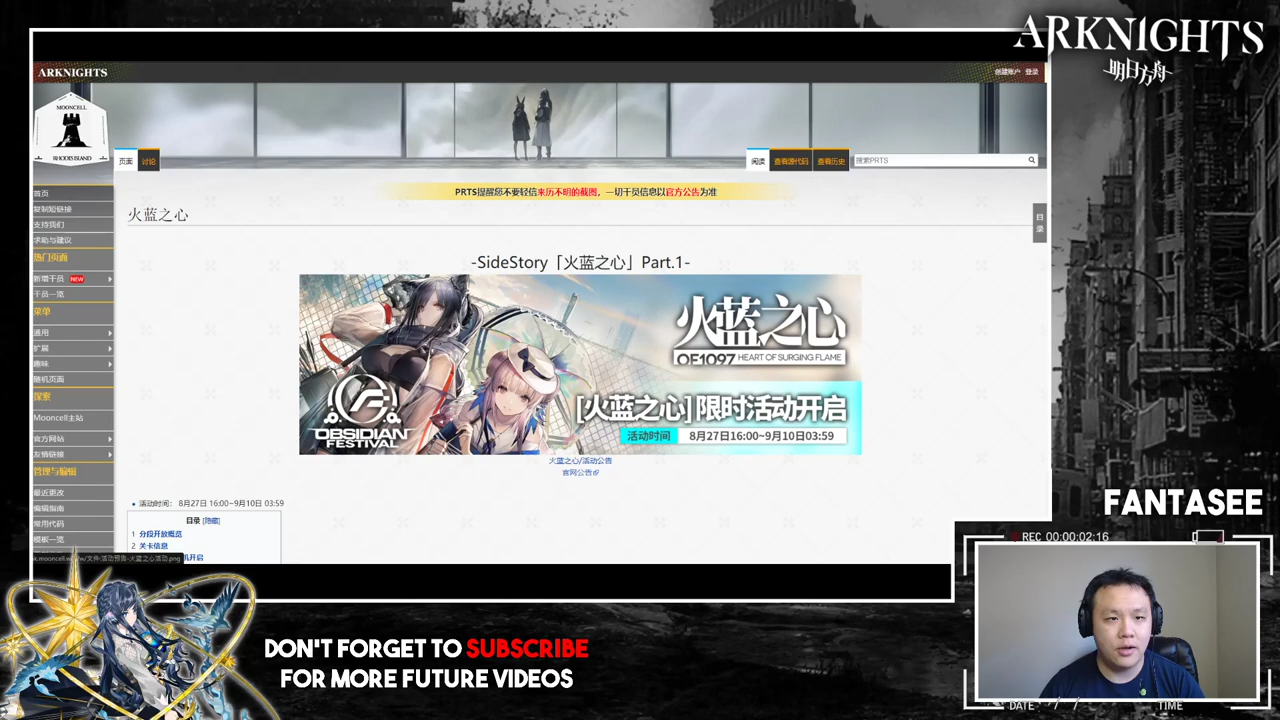 ARKNIGHTS
明日方舟
ARKNIGHTS
创建账户 登录
MOONCELL
RHODES ISLAND
页面 讨论
阅读 查看源代码 查看历史 搜索PRTS
PRTS提醒您不要轻信来历不明的截图，一切干员信息以官方公告为准
火蓝之心
目录
首页
复制短链接
支持我们
求助与建议
热门页面
新增干员 NEW
干员一览
菜单
通用
扩展
趣味
随机页面
探索
Mooncell主站
官方网站
友情链接
管理与编辑
最近更改
编辑指南
常用代码
模板一览
-SideStory「火蓝之心」Part.1-
火蓝之心
OF1097 HEART OF SURGING FLAME
[火蓝之心]限时活动开启
活动时间 8月27日16:00~9月10日03:59
OBSIDIAN
FESTIVAL
火蓝之心/活动公告
官网公告
活动时间： 8月27日 16:00~9月10日 03:59
目录 [隐藏]
1 分段开放概览
2 关卡信息
机开启
FANTASEE
REC 00:00:02:16
DON'T FORGET TO SUBSCRIBE
FOR MORE FUTURE VIDEOS
DATE / / TIME